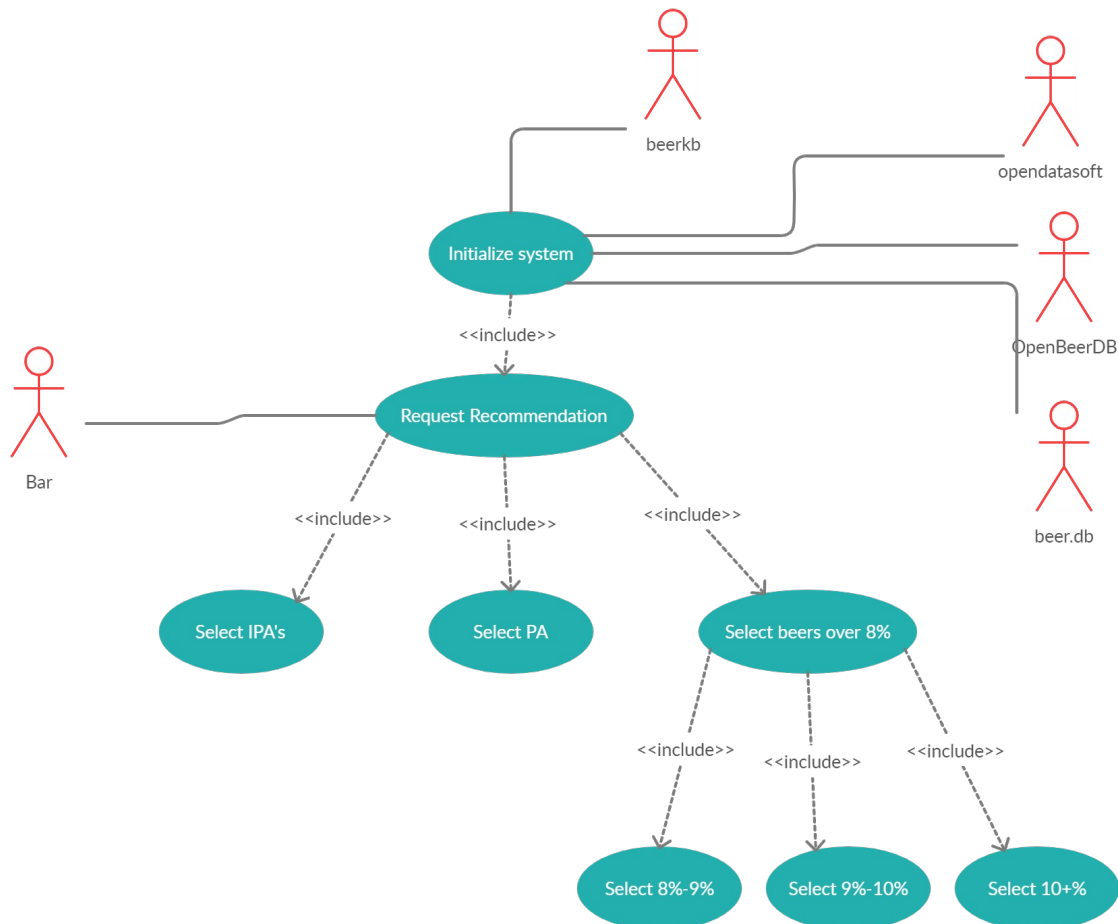 beerkb
opendatasoft
Initialize system
<<include>>
OpenBeerDB
Request Recommendation
Bar
<<include>>
<<include>>
<<include>>
beer.db
Select IPA's
Select PA
Select beers over 8%
<<include>>
<<include>>
<<include>>
Select 8%-9%
Select 9%-10%
Select 10+%